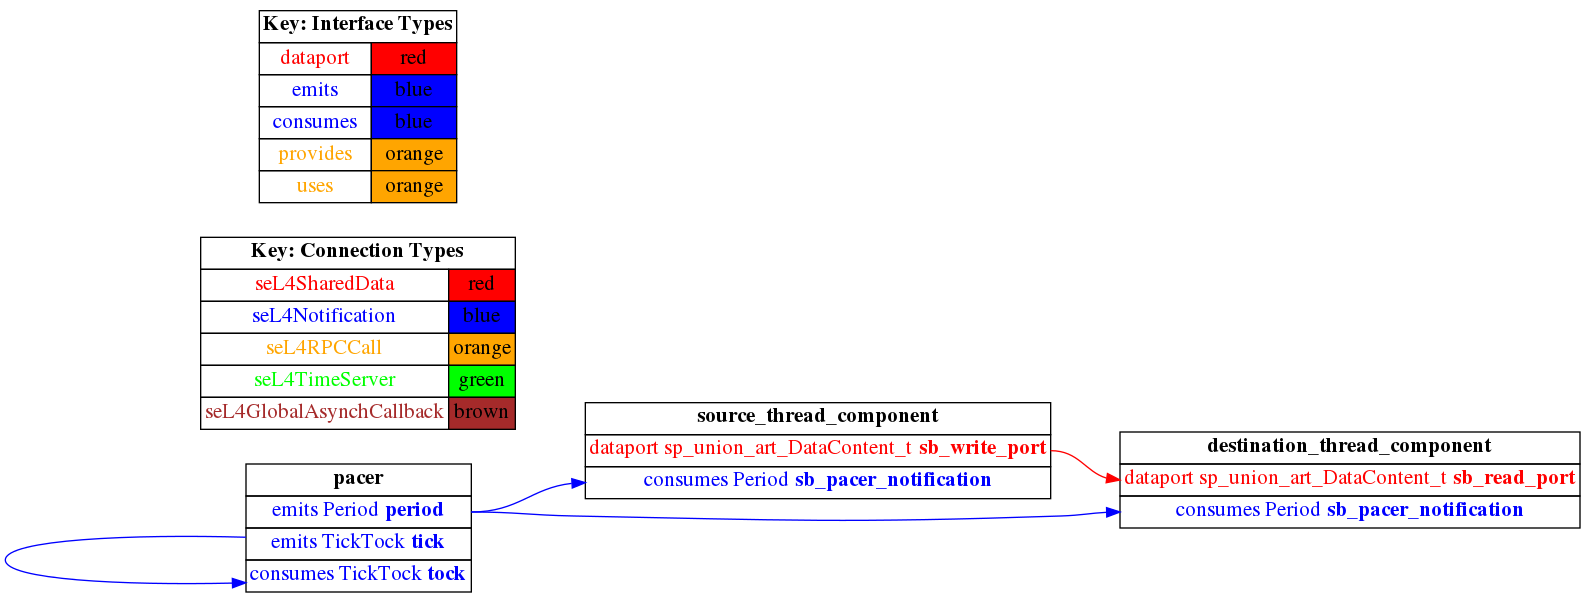 Key: Interface Types
dataport red
emits blue
consumes blue
provides orange
uses orange
Key: Connection Types
seL4SharedData red
seL4Notification blue
seL4RPCCall orange
seL4TimeServer green
seL4GlobalAsynchCallback brown
pacer
emits Period period
emits TickTock tick
consumes TickTock tock
source_thread_component
dataport sp_union_art_DataContent_t sb_write_port
consumes Period sb_pacer_notification
destination_thread_component
dataport sp_union_art_DataContent_t sb_read_port
consumes Period sb_pacer_notification